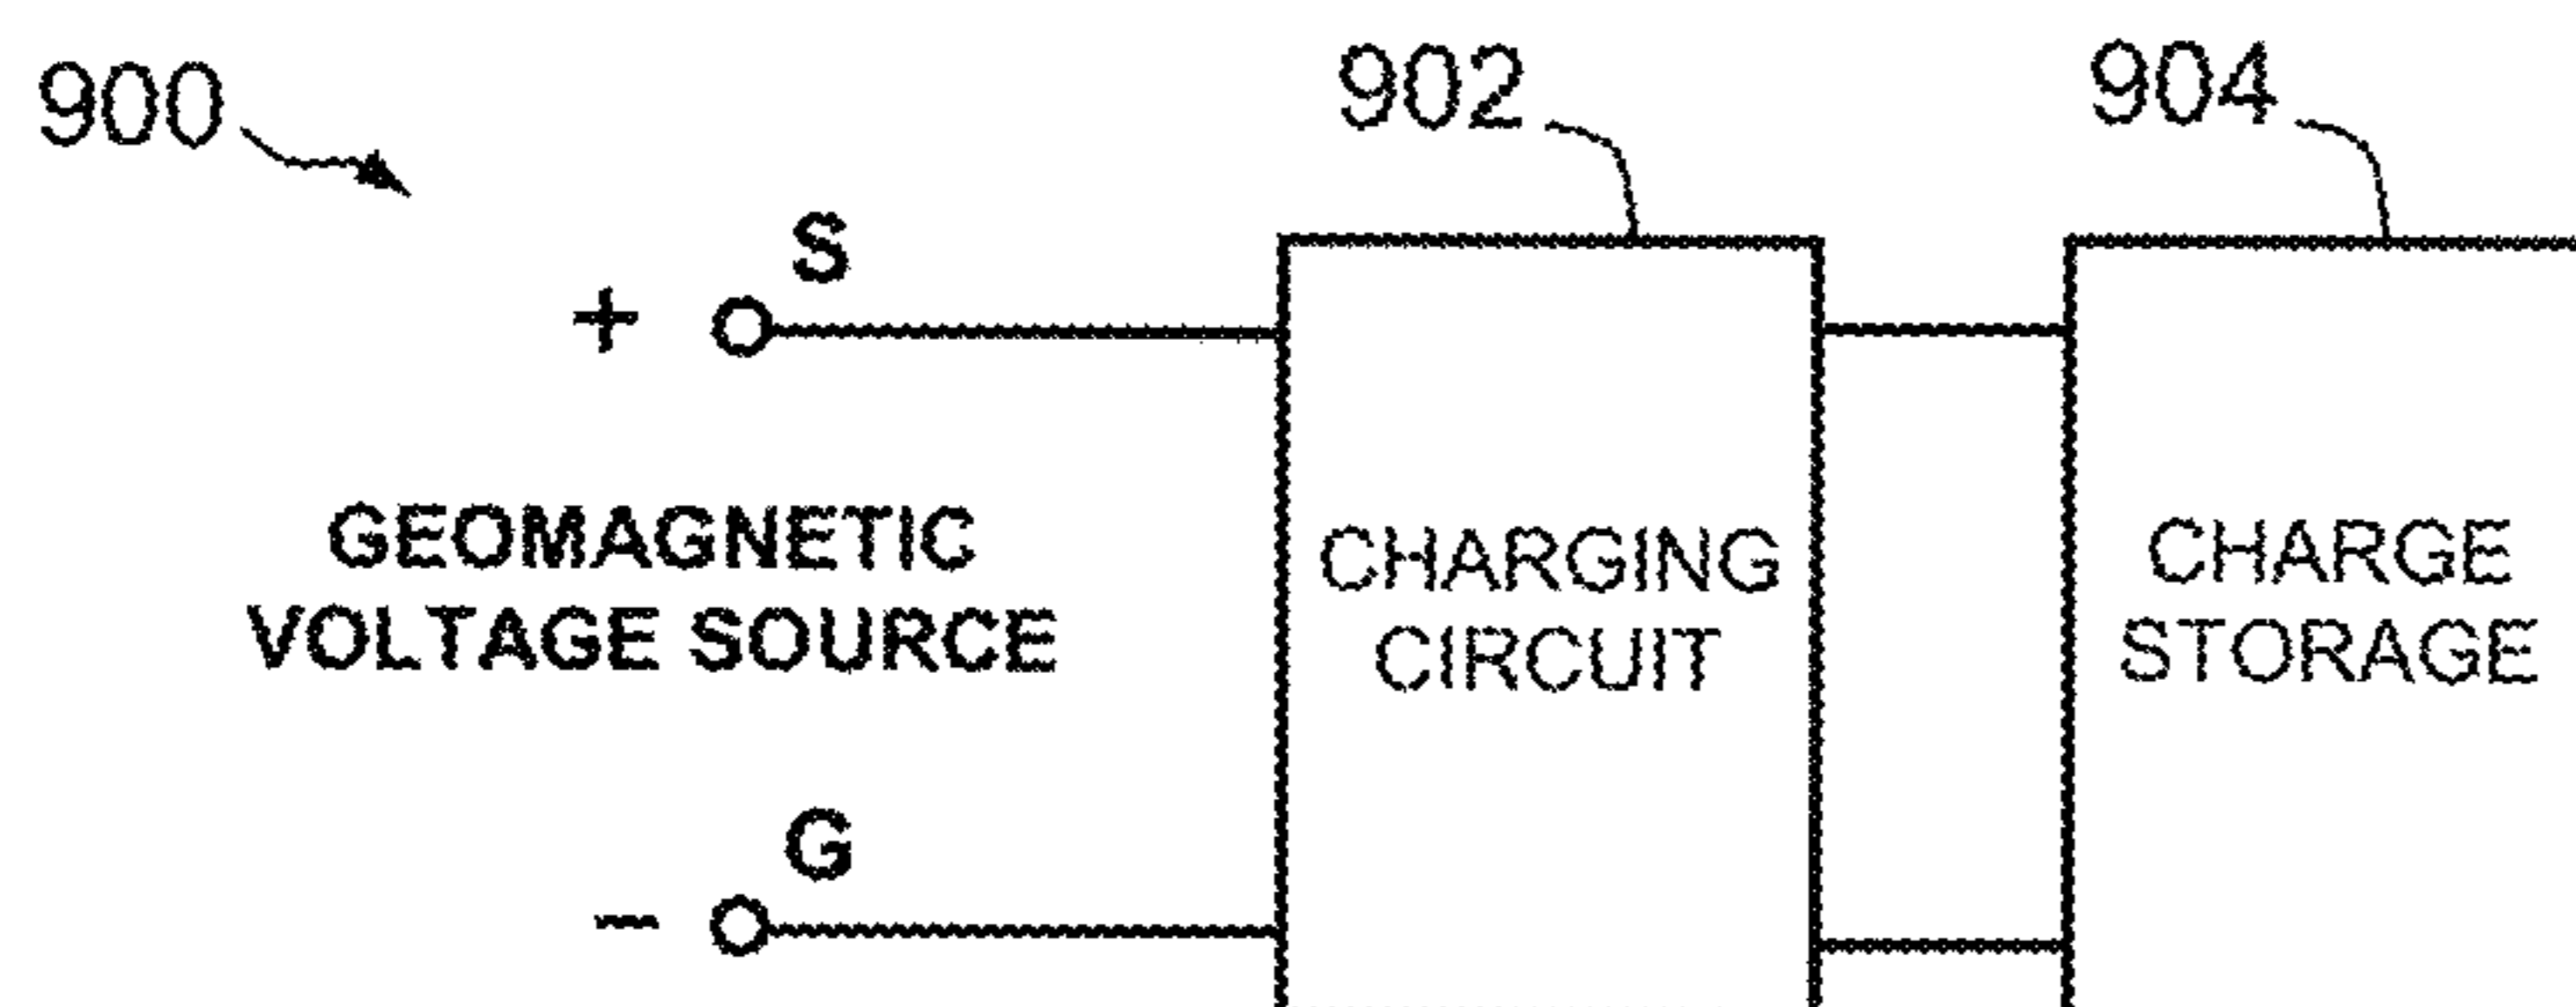 900
902
904
S
+
GEOMAGNETIC
VOLTAGE SOURCE
CHARGING
CIRCUIT
CHARGE
STORAGE
G
−